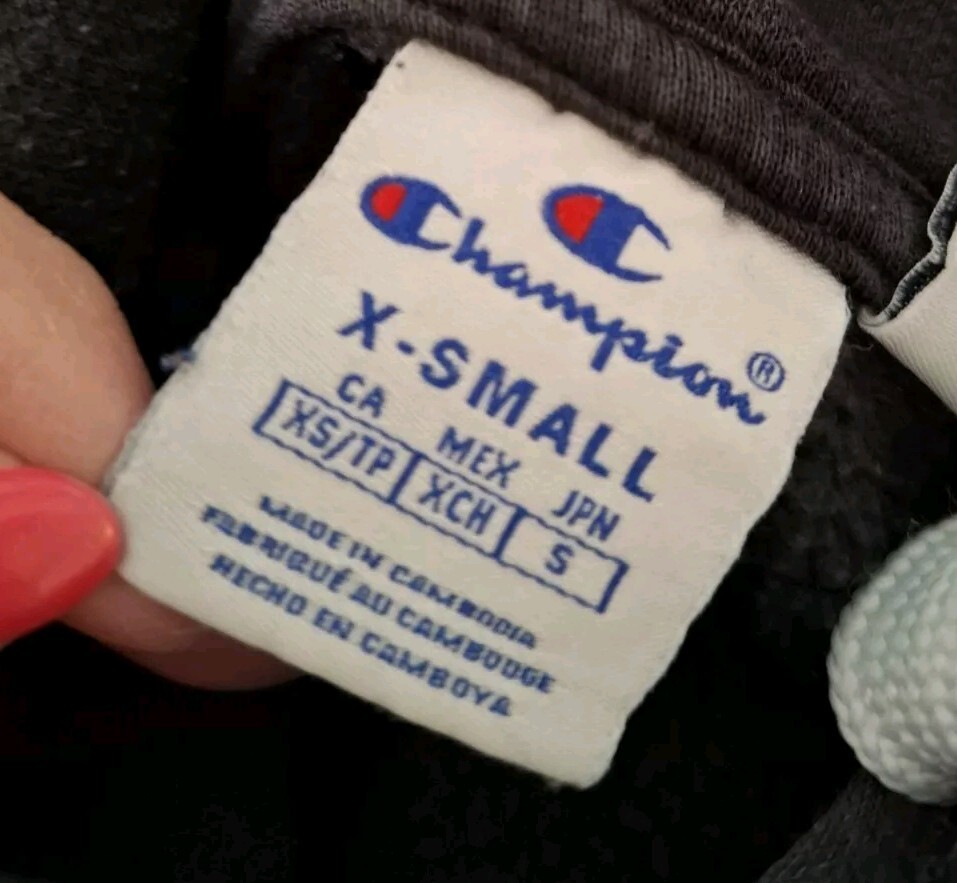 Champion®
X-SMALL
CA MEX JPN
XS/TP XCH S
MADE IN CAMBODIA
FABRIQUÉ AU CAMBODGE
HECHO EN CAMBOYA